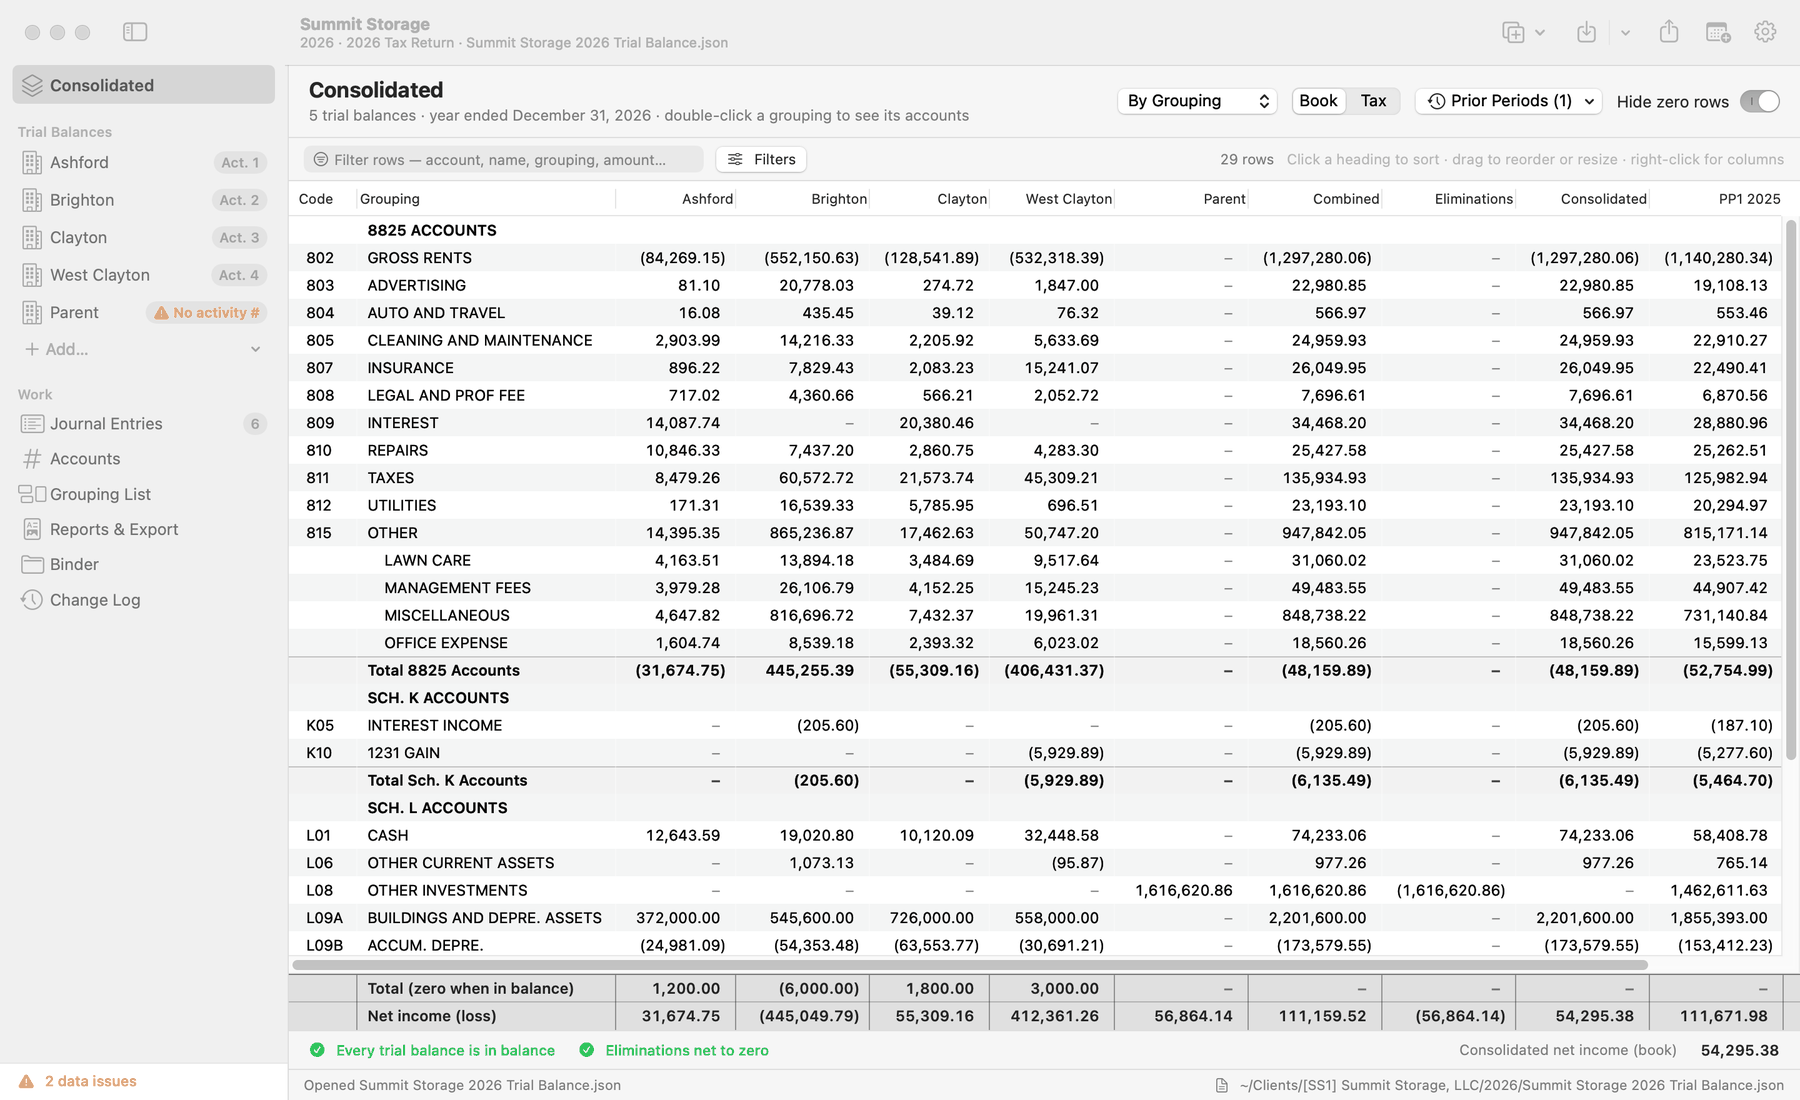 Summit Storage
2026 · 2026 Tax Return · Summit Storage 2026 Trial Balance.json
Consolidated
Trial Balances
Ashford Act. 1
Brighton Act. 2
Clayton Act. 3
West Clayton Act. 4
Parent No activity #
Add...
Work
Journal Entries 6
Accounts
Grouping List
Reports & Export
Binder
Change Log
2 data issues
Consolidated
5 trial balances · year ended December 31, 2026 · double-click a grouping to see its accounts
By Grouping Book Tax Prior Periods (1) Hide zero rows
Filter rows — account, name, grouping, amount... Filters 29 rows Click a heading to sort · drag to reorder or resize · right-click for columns
Code Grouping Ashford Brighton Clayton West Clayton Parent Combined Eliminations Consolidated PP1 2025
8825 ACCOUNTS
802 GROSS RENTS (84,269.15) (552,150.63) (128,541.89) (532,318.39) – (1,297,280.06) – (1,297,280.06) (1,140,280.34)
803 ADVERTISING 81.10 20,778.03 274.72 1,847.00 – 22,980.85 – 22,980.85 19,108.13
804 AUTO AND TRAVEL 16.08 435.45 39.12 76.32 – 566.97 – 566.97 553.46
805 CLEANING AND MAINTENANCE 2,903.99 14,216.33 2,205.92 5,633.69 – 24,959.93 – 24,959.93 22,910.27
807 INSURANCE 896.22 7,829.43 2,083.23 15,241.07 – 26,049.95 – 26,049.95 22,490.41
808 LEGAL AND PROF FEE 717.02 4,360.66 566.21 2,052.72 – 7,696.61 – 7,696.61 6,870.56
809 INTEREST 14,087.74 – 20,380.46 – – 34,468.20 – 34,468.20 28,880.96
810 REPAIRS 10,846.33 7,437.20 2,860.75 4,283.30 – 25,427.58 – 25,427.58 25,262.51
811 TAXES 8,479.26 60,572.72 21,573.74 45,309.21 – 135,934.93 – 135,934.93 125,982.94
812 UTILITIES 171.31 16,539.33 5,785.95 696.51 – 23,193.10 – 23,193.10 20,294.97
815 OTHER 14,395.35 865,236.87 17,462.63 50,747.20 – 947,842.05 – 947,842.05 815,171.14
LAWN CARE 4,163.51 13,894.18 3,484.69 9,517.64 – 31,060.02 – 31,060.02 23,523.75
MANAGEMENT FEES 3,979.28 26,106.79 4,152.25 15,245.23 – 49,483.55 – 49,483.55 44,907.42
MISCELLANEOUS 4,647.82 816,696.72 7,432.37 19,961.31 – 848,738.22 – 848,738.22 731,140.84
OFFICE EXPENSE 1,604.74 8,539.18 2,393.32 6,023.02 – 18,560.26 – 18,560.26 15,599.13
Total 8825 Accounts (31,674.75) 445,255.39 (55,309.16) (406,431.37) – (48,159.89) – (48,159.89) (52,754.99)
SCH. K ACCOUNTS
K05 INTEREST INCOME – (205.60) – – – (205.60) – (205.60) (187.10)
K10 1231 GAIN – – – (5,929.89) – (5,929.89) – (5,929.89) (5,277.60)
Total Sch. K Accounts – (205.60) – (5,929.89) – (6,135.49) – (6,135.49) (5,464.70)
SCH. L ACCOUNTS
L01 CASH 12,643.59 19,020.80 10,120.09 32,448.58 – 74,233.06 – 74,233.06 58,408.78
L06 OTHER CURRENT ASSETS – 1,073.13 – (95.87) – 977.26 – 977.26 765.14
L08 OTHER INVESTMENTS – – – – 1,616,620.86 1,616,620.86 (1,616,620.86) – 1,462,611.63
L09A BUILDINGS AND DEPRE. ASSETS 372,000.00 545,600.00 726,000.00 558,000.00 – 2,201,600.00 – 2,201,600.00 1,855,393.00
L09B ACCUM. DEPRE. (24,981.09) (54,353.48) (63,553.77) (30,691.21) – (173,579.55) – (173,579.55) (153,412.23)
Total (zero when in balance) 1,200.00 (6,000.00) 1,800.00 3,000.00 – – – – –
Net income (loss) 31,674.75 (445,049.79) 55,309.16 412,361.26 56,864.14 111,159.52 (56,864.14) 54,295.38 111,671.98
Every trial balance is in balance Eliminations net to zero Consolidated net income (book) 54,295.38
Opened Summit Storage 2026 Trial Balance.json ~/Clients/[SS1] Summit Storage, LLC/2026/Summit Storage 2026 Trial Balance.json